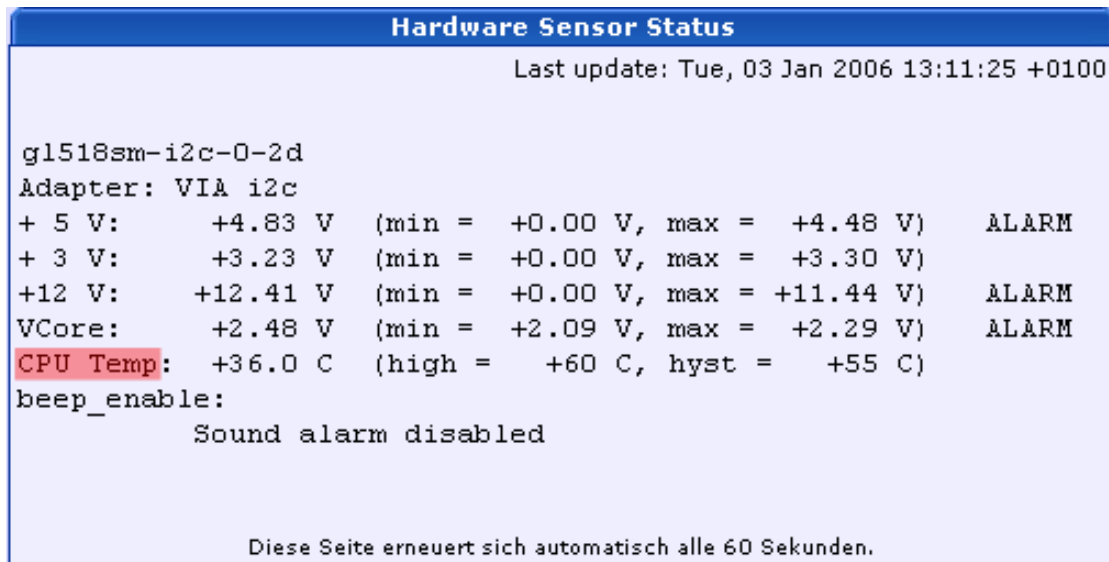 Hardware Sensor Status
Last update: Tue, 03 Jan 2006 13:11:25 +0100
gl518sm-i2c-0-2d
Adapter: VIA i2c
+ 5 V: +4.83 V (min = +0.00 V, max = +4.48 V) ALARM
+ 3 V: +3.23 V (min = +0.00 V, max = +3.30 V)
+12 V: +12.41 V (min = +0.00 V, max = +11.44 V) ALARM
VCore: +2.48 V (min = +2.09 V, max = +2.29 V) ALARM
CPU Temp: +36.0 C (high = +60 C, hyst = +55 C)
beep_enable:
Sound alarm disabled
Diese Seite erneuert sich automatisch alle 60 Sekunden.